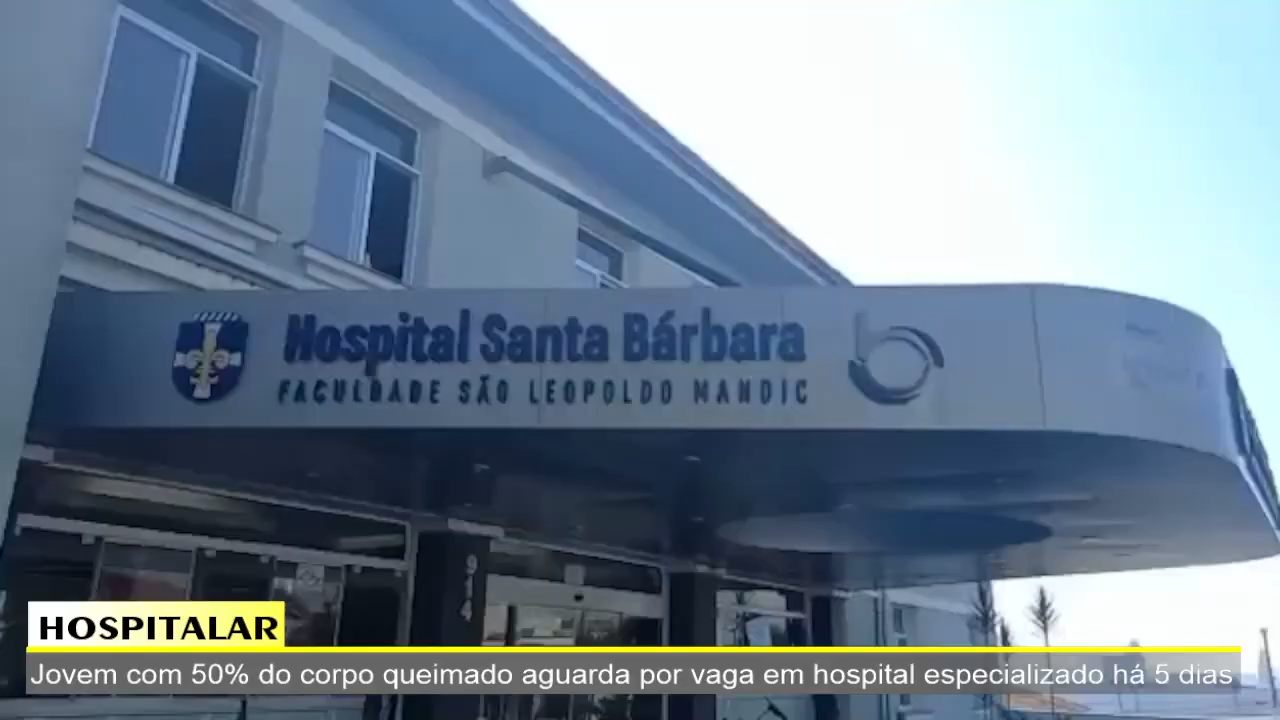 Hospital Santa Bárbara
FACULDADE SÃO LEOPOLDO MANDIC
914
HOSPITALAR
Jovem com 50% do corpo queimado aguarda por vaga em hospital especializado há 5 dias